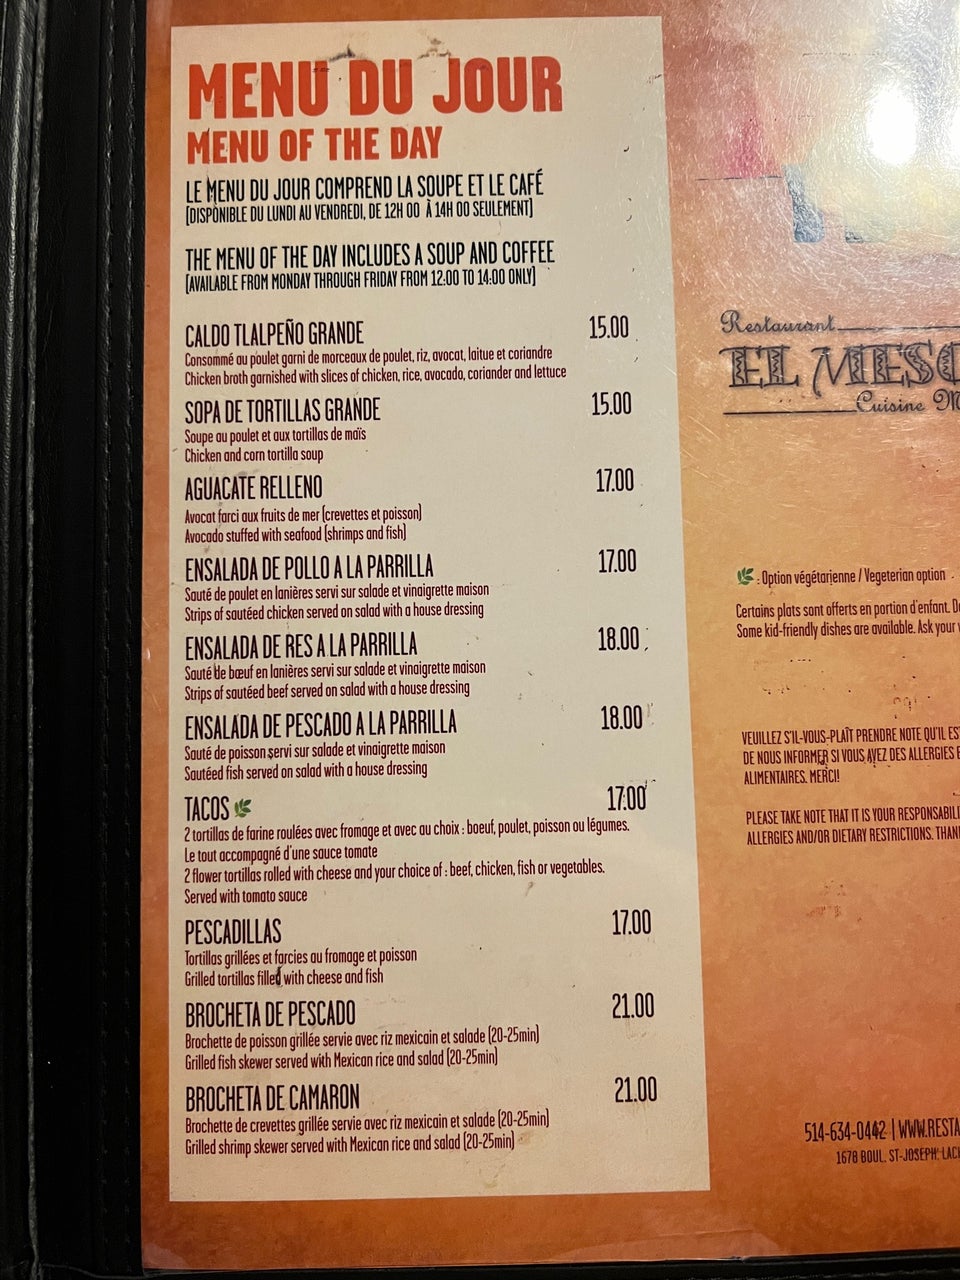 MENU DU JOUR
MENU OF THE DAY
LE MENU DU JOUR COMPREND LA SOUPE ET LE CAFÉ
(DISPONIBLE DU LUNDI AU VENDREDI, DE 12H 00 À 14H 00 SEULEMENT)
THE MENU OF THE DAY INCLUDES A SOUP AND COFFEE
(AVAILABLE FROM MONDAY THROUGH FRIDAY FROM 12:00 TO 14:00 ONLY)
CALDO TLALPEÑO GRANDE 15.00
Consommé au poulet garni de morceaux de poulet, riz, avocat, laitue et coriandre
Chicken broth garnished with slices of chicken, rice, avocado, coriander and lettuce
SOPA DE TORTILLAS GRANDE 15.00
Soupe au poulet et aux tortillas de maïs
Chicken and corn tortilla soup
AGUACATE RELLENO 17.00
Avocat farci aux fruits de mer (crevettes et poisson)
Avocado stuffed with seafood (shrimps and fish)
ENSALADA DE POLLO A LA PARRILLA 17.00
Sauté de poulet en lanières servi sur salade et vinaigrette maison
Strips of sautéed chicken served on salad with a house dressing
ENSALADA DE RES A LA PARRILLA 18.00
Sauté de bœuf en lanières servi sur salade et vinaigrette maison
Strips of sautéed beef served on salad with a house dressing
ENSALADA DE PESCADO A LA PARRILLA 18.00
Sauté de poisson servi sur salade et vinaigrette maison
Sautéed fish served on salad with a house dressing
TACOS 17.00
2 tortillas de farine roulées avec fromage et avec au choix : boeuf, poulet, poisson ou légumes.
Le tout accompagné d'une sauce tomate
2 flower tortillas rolled with cheese and your choice of : beef, chicken, fish or vegetables.
Served with tomato sauce
PESCADILLAS 17.00
Tortillas grillées et farcies au fromage et poisson
Grilled tortillas filled with cheese and fish
BROCHETA DE PESCADO 21.00
Brochette de poisson grillée servie avec riz mexicain et salade (20-25min)
Grilled fish skewer served with Mexican rice and salad (20-25min)
BROCHETA DE CAMARON 21.00
Brochette de crevettes grillée servie avec riz mexicain et salade (20-25min)
Grilled shrimp skewer served with Mexican rice and salad (20-25min)
Restaurant
EL MESO
Cuisine M
: Option végétarienne / Vegeterian option
Certains plats sont offerts en portion d'enfant. D
Some kid-friendly dishes are available. Ask your
VEUILLEZ S'IL-VOUS-PLAÎT PRENDRE NOTE QU'IL ES
DE NOUS INFORMER SI VOUS AVEZ DES ALLERGIES E
ALIMENTAIRES. MERCI!
PLEASE TAKE NOTE THAT IT IS YOUR RESPONSABIL
ALLERGIES AND/OR DIETARY RESTRICTIONS. THAN
514-634-0442 | WWW.RESTA
1678 BOUL. ST-JOSEPH, LAC